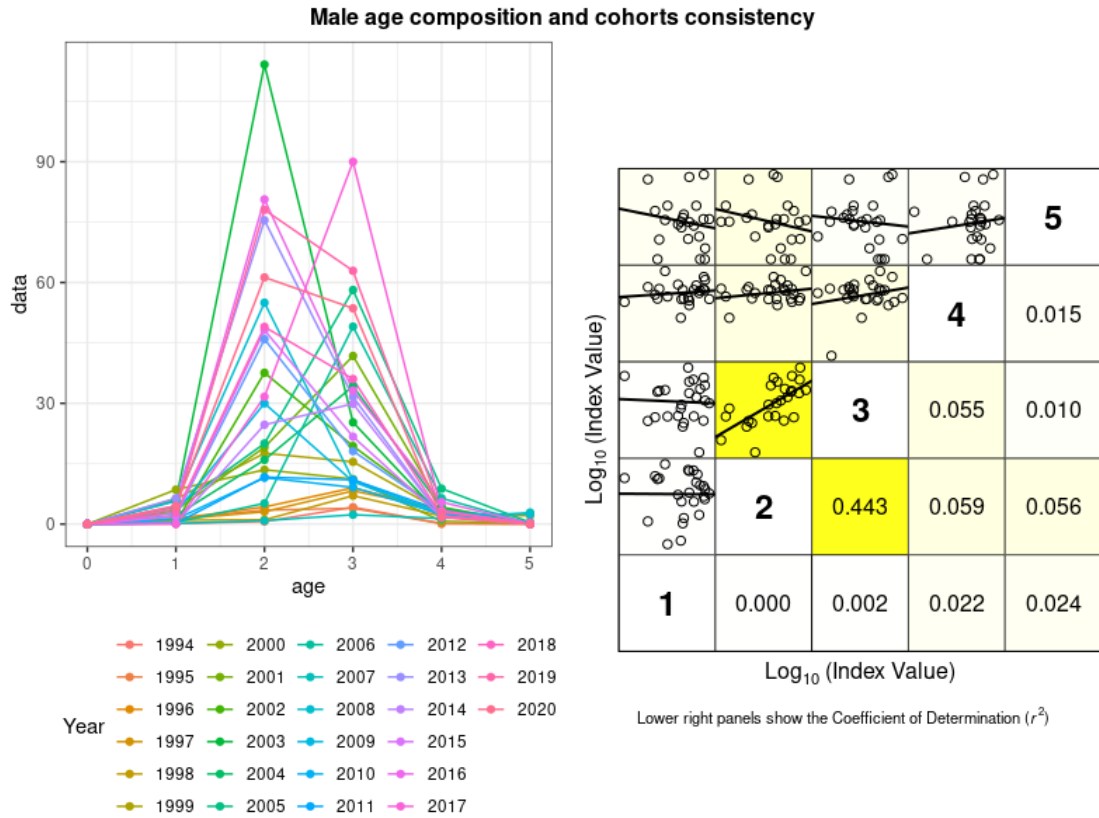 Male age composition and cohorts consistency
data
90
60
30
0
0 1 2 3 4 5
age
Year
1994 2000 2006 2012 2018
1995 2001 2007 2013 2019
1996 2002 2008 2014 2020
1997 2003 2009 2015
1998 2004 2010 2016
1999 2005 2011 2017
Log10 (Index Value)
5
4 0.015
3 0.055 0.010
2 0.443 0.059 0.056
1 0.000 0.002 0.022 0.024
Log10 (Index Value)
Lower right panels show the Coefficient of Determination (r²)